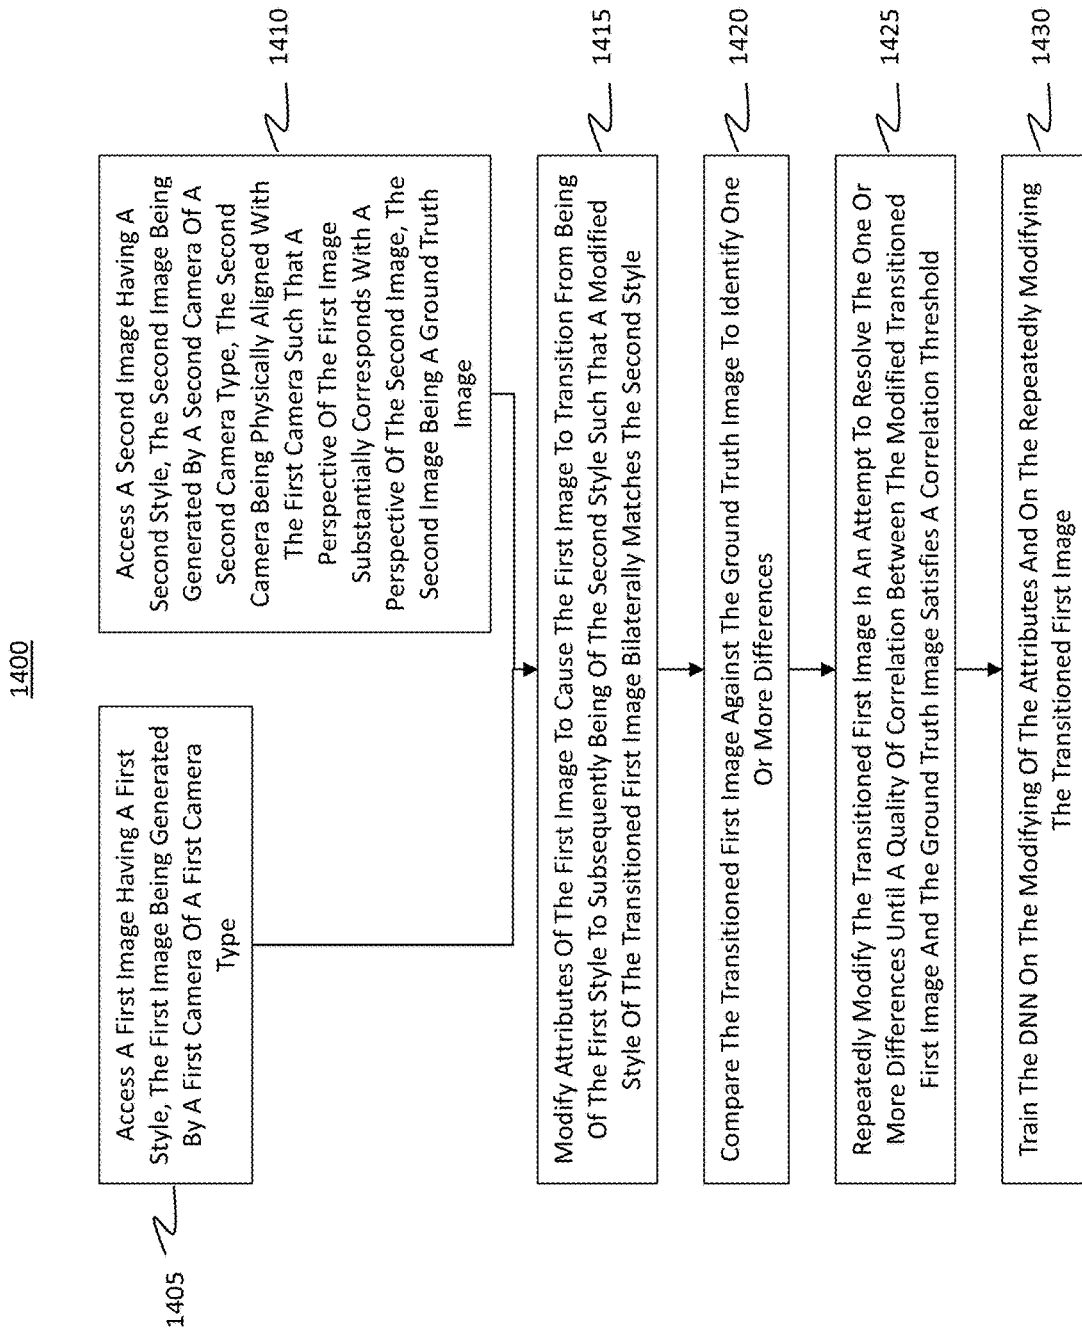 1400
1405
Access A First Image Having A First
Style, The First Image Being Generated
By A First Camera Of A First Camera
Type
1410
Access A Second Image Having A
Second Style, The Second Image Being
Generated By A Second Camera Of A
Second Camera Type, The Second
Camera Being Physically Aligned With
The First Camera Such That A
Perspective Of The First Image
Substantially Corresponds With A
Perspective Of The Second Image, The
Second Image Being A Ground Truth
Image
1415
Modify Attributes Of The First Image To Cause The First Image To Transition From Being
Of The First Style To Subsequently Being Of The Second Style Such That A Modified
Style Of The Transitioned First Image Bilaterally Matches The Second Style
1420
Compare The Transitioned First Image Against The Ground Truth Image To Identify One
Or More Differences
1425
Repeatedly Modify The Transitioned First Image In An Attempt To Resolve The One Or
More Differences Until A Quality Of Correlation Between The Modified Transitioned
First Image And The Ground Truth Image Satisfies A Correlation Threshold
1430
Train The DNN On The Modifying Of The Attributes And On The Repeatedly Modifying
The Transitioned First Image